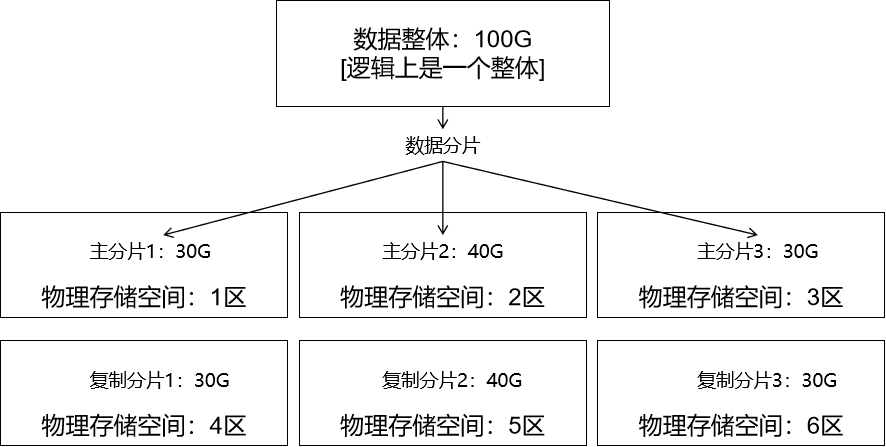 数据整体：100G
[逻辑上是一个整体]
数据分片
主分片1：30G
物理存储空间：1区
主分片2：40G
物理存储空间：2区
主分片3：30G
物理存储空间：3区
复制分片1：30G
物理存储空间：4区
复制分片2：40G
物理存储空间：5区
复制分片3：30G
物理存储空间：6区